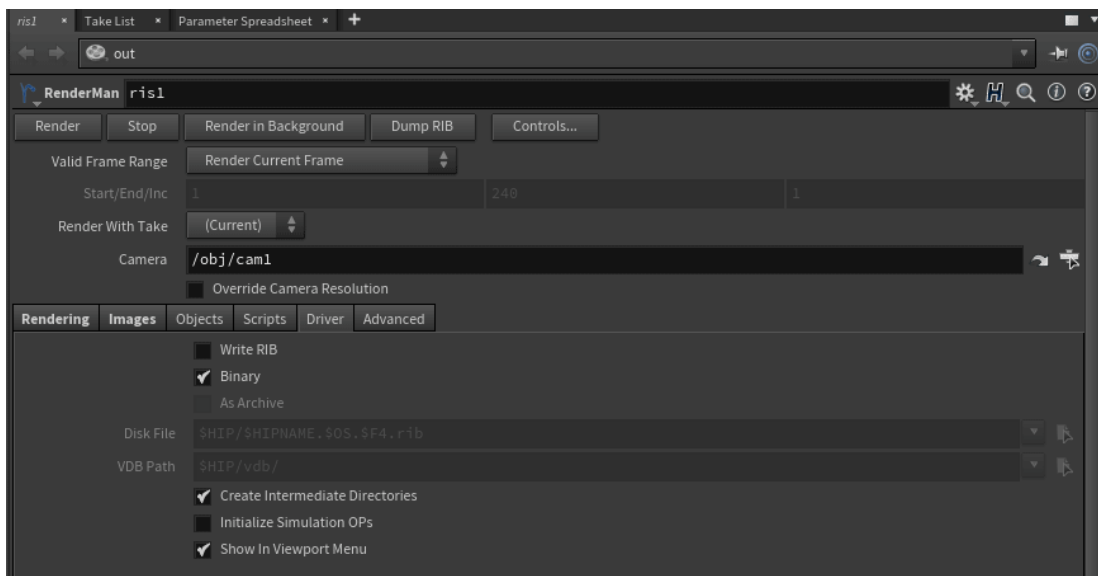 ris1 × Take List × Parameter Spreadsheet × +
out
RenderMan ris1
Render Stop Render in Background Dump RIB Controls...
Valid Frame Range Render Current Frame
Start/End/Inc 1 240 1
Render With Take (Current)
Camera /obj/cam1
Override Camera Resolution
Rendering Images Objects Scripts Driver Advanced
Write RIB
Binary
As Archive
Disk File $HIP/$HIPNAME.$OS.$F4.rib
VDB Path $HIP/vdb/
Create Intermediate Directories
Initialize Simulation OPs
Show In Viewport Menu